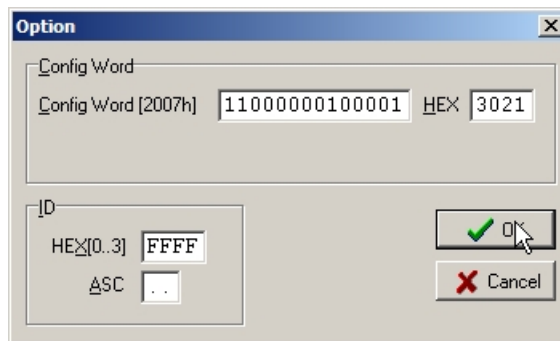 Option
Config Word
Config Word [2007h] 11000000100001 HEX 3021
ID
HEX[0..3] FFFF
ASC ..
OK
Cancel